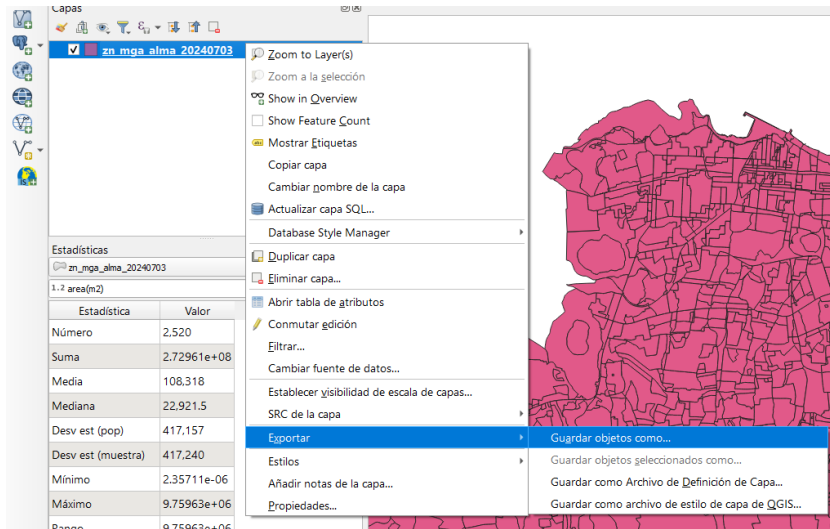 Capas
zn_mga_alma_20240703
Zoom to Layer(s)
Zoom a la selección
Show in Overview
Show Feature Count
Mostrar Etiquetas
Copiar capa
Cambiar nombre de la capa
Actualizar capa SQL...
Database Style Manager
Duplicar capa
Eliminar capa...
Abrir tabla de atributos
Conmutar edición
Filtrar...
Cambiar fuente de datos...
Establecer visibilidad de escala de capas...
SRC de la capa
Exportar
Estilos
Añadir notas de la capa...
Propiedades...
Guardar objetos como...
Guardar objetos seleccionados como...
Guardar como Archivo de Definición de Capa...
Guardar como archivo de estilo de capa de QGIS...
Estadísticas
zn_mga_alma_20240703
1.2 area(m2)
Estadística Valor
Número 2,520
Suma 2.72961e+08
Media 108,318
Mediana 22,921.5
Desv est (pop) 417,157
Desv est (muestra) 417,240
Mínimo 2.35711e-06
Máximo 9.75963e+06
Rango 9.75963e+06